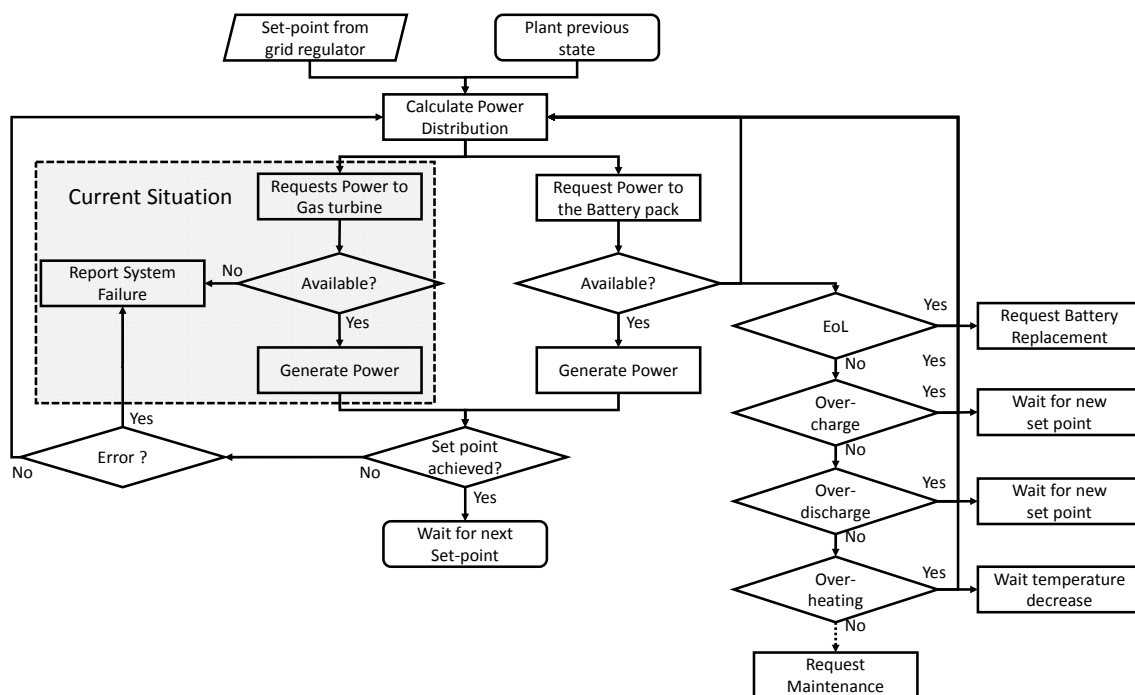 Set-point from
grid regulator
Plant previous
state
Calculate Power
Distribution
Current Situation
Requests Power to
Gas turbine
Request Power to
the Battery pack
Report System
Failure
No
Available?
Available?
Yes
Yes
EoL
Yes
Request Battery
Replacement
Generate Power
Generate Power
No
Yes
Over-
charge
Yes
Wait for new
set point
Yes
Error ?
No
Set point
achieved?
No
No
Yes
Over-
discharge
Yes
Wait for new
set point
Wait for next
Set-point
No
Over-
heating
Yes
Wait temperature
decrease
No
Request
Maintenance